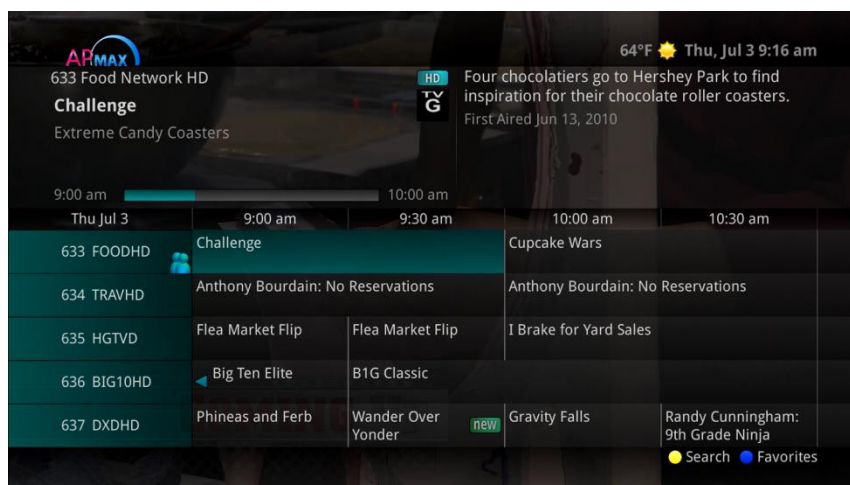 APMAX
64°F Thu, Jul 3 9:16 am
633 Food Network HD
HD
Challenge
TV
G
Extreme Candy Coasters
Four chocolatiers go to Hershey Park to find
inspiration for their chocolate roller coasters.
First Aired Jun 13, 2010
9:00 am 10:00 am
Thu Jul 3 9:00 am 9:30 am 10:00 am 10:30 am
633 FOODHD Challenge Cupcake Wars
634 TRAVHD Anthony Bourdain: No Reservations Anthony Bourdain: No Reservations
635 HGTVD Flea Market Flip Flea Market Flip I Brake for Yard Sales
636 BIG10HD Big Ten Elite B1G Classic
637 DXDHD Phineas and Ferb Wander Over Yonder new Gravity Falls Randy Cunningham: 9th Grade Ninja
Search Favorites